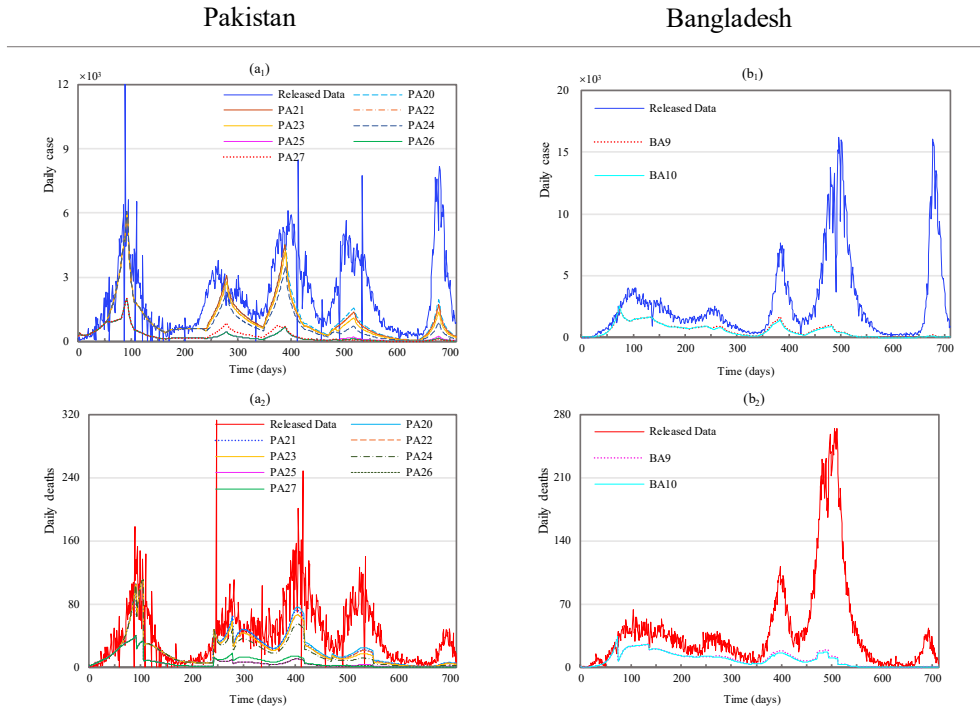 Pakistan
Bangladesh
(a1)
×10³
12
9
6
3
0
Daily case
Released Data
PA20
PA21
PA22
PA23
PA24
PA25
PA26
PA27
0
100
200
300
400
500
600
700
Time (days)
(b1)
×10³
20
15
10
5
0
Daily case
Released Data
BA9
BA10
0
100
200
300
400
500
600
700
Time (days)
(a2)
320
240
160
80
0
Daily deaths
Released Data
PA20
PA21
PA22
PA23
PA24
PA25
PA26
PA27
0
100
200
300
400
500
600
700
Time (days)
(b2)
280
210
140
70
0
Daily deaths
Released Data
BA9
BA10
0
100
200
300
400
500
600
700
Time (days)